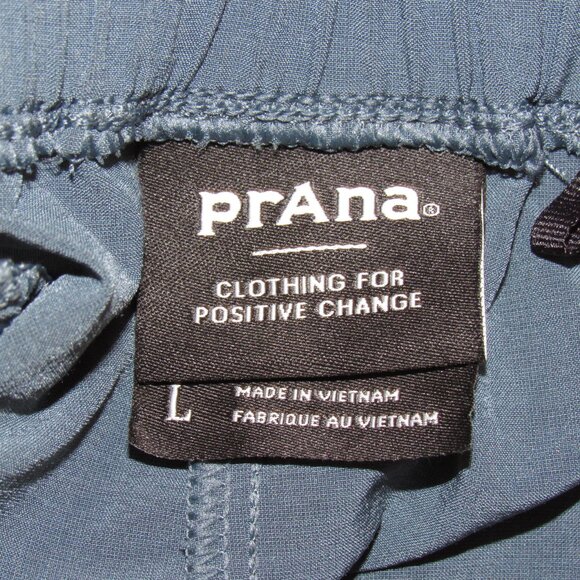 prAna®
CLOTHING FOR
POSITIVE CHANGE
L
MADE IN VIETNAM
FABRIQUE AU VIETNAM